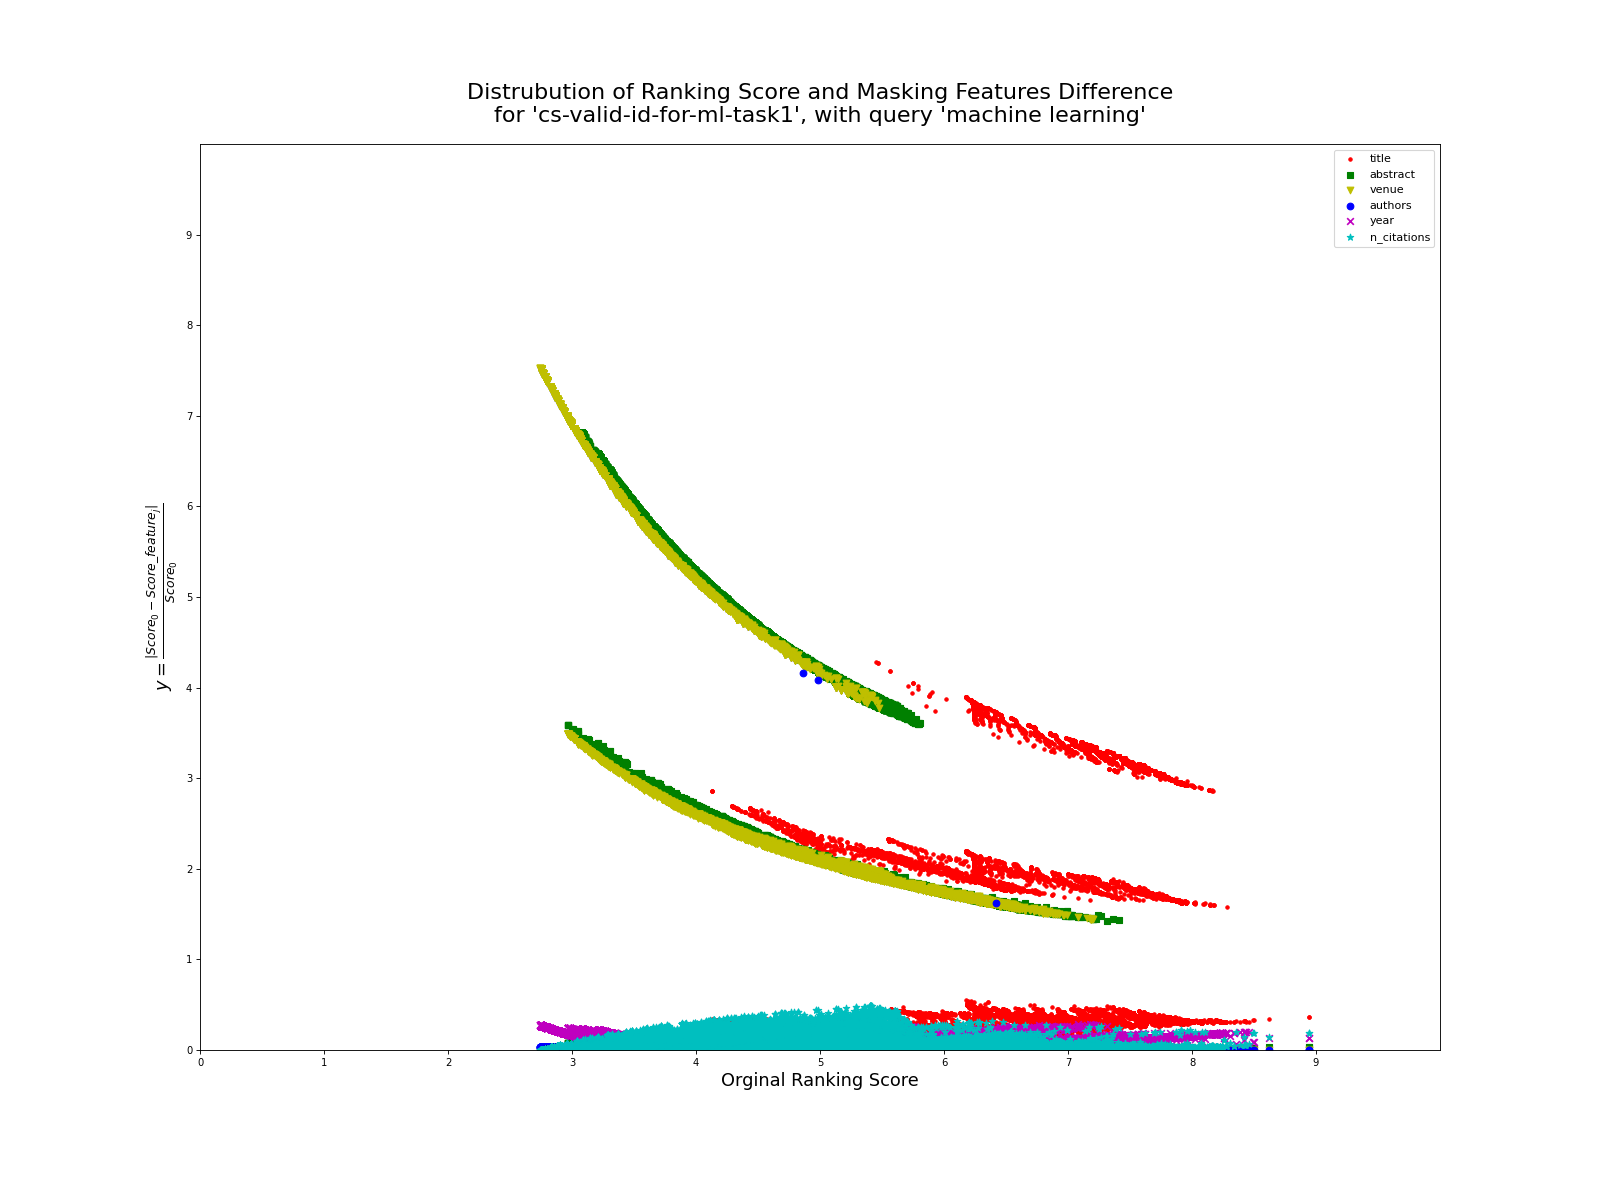 Distrubution of Ranking Score and Masking Features Difference
for 'cs-valid-id-for-ml-task1', with query 'machine learning'
title
abstract
venue
authors
year
n_citations
y = |Score_0 − Score_feature_j| / Score_0
9
8
7
6
5
4
3
2
1
0
0 1 2 3 4 5 6 7 8 9
Orginal Ranking Score